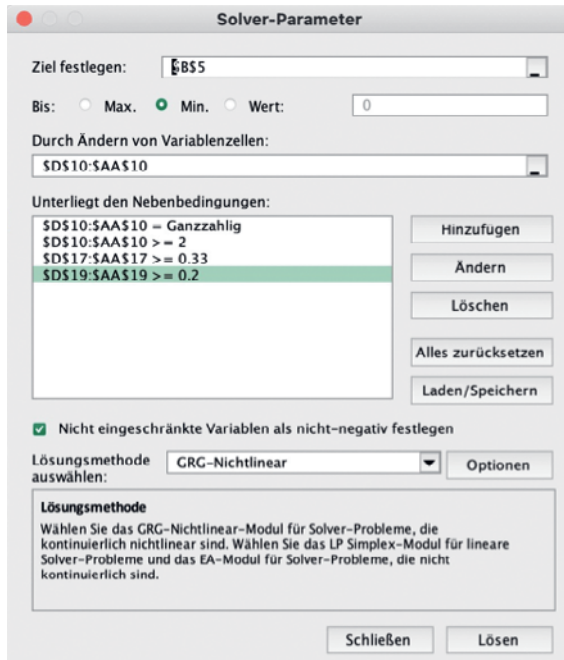 Solver-Parameter
Ziel festlegen: $B$5
Bis: Max. Min. Wert: 0
Durch Ändern von Variablenzellen:
$D$10:$AA$10
Unterliegt den Nebenbedingungen:
$D$10:$AA$10 = Ganzzahlig
$D$10:$AA$10 >= 2
$D$17:$AA$17 >= 0.33
$D$19:$AA$19 >= 0.2
Hinzufügen
Ändern
Löschen
Alles zurücksetzen
Laden/Speichern
Nicht eingeschränkte Variablen als nicht-negativ festlegen
Lösungsmethode auswählen: GRG-Nichtlinear Optionen
Lösungsmethode
Wählen Sie das GRG-Nichtlinear-Modul für Solver-Probleme, die
kontinuierlich nichtlinear sind. Wählen Sie das LP Simplex-Modul für lineare
Solver-Probleme und das EA-Modul für Solver-Probleme, die nicht
kontinuierlich sind.
Schließen Lösen